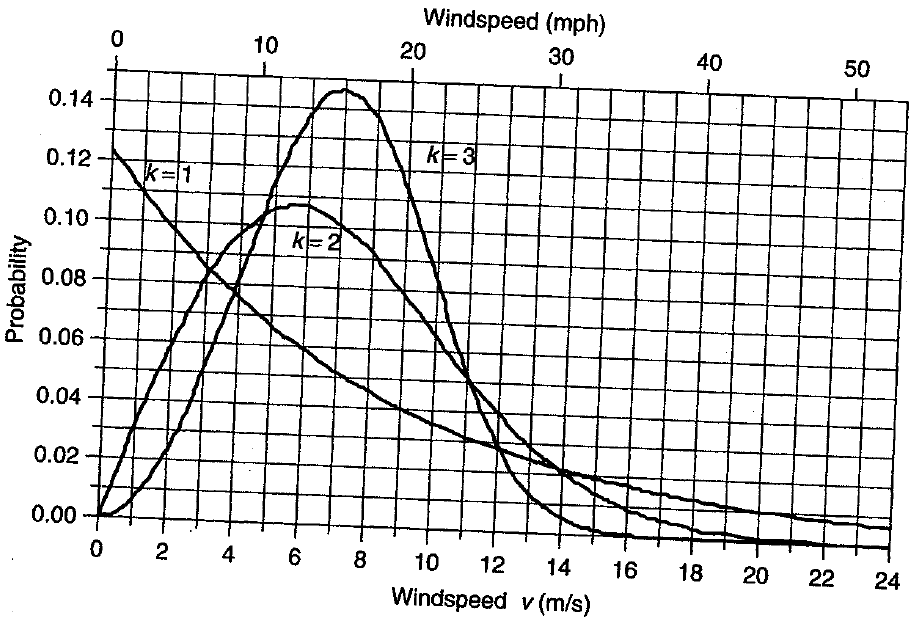 Windspeed (mph)
0 10 20 30 40 50
0.14
0.12
0.10
0.08
0.06
0.04
0.02
0.00
Probability
k=1
k=2
k=3
0 2 4 6 8 10 12 14 16 18 20 22 24
Windspeed v (m/s)